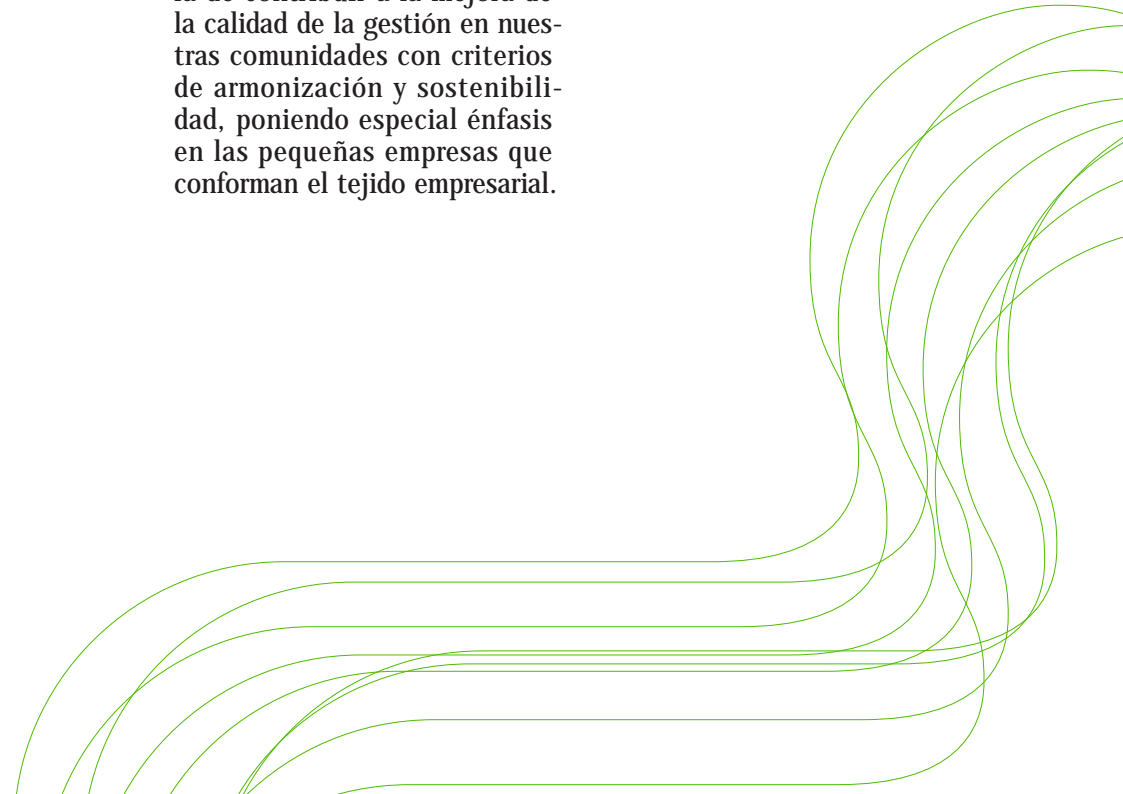 la calidad de la gestión en nues-
tras comunidades con criterios
de armonización y sostenibili-
dad, poniendo especial énfasis
en las pequeñas empresas que
conforman el tejido empresarial.